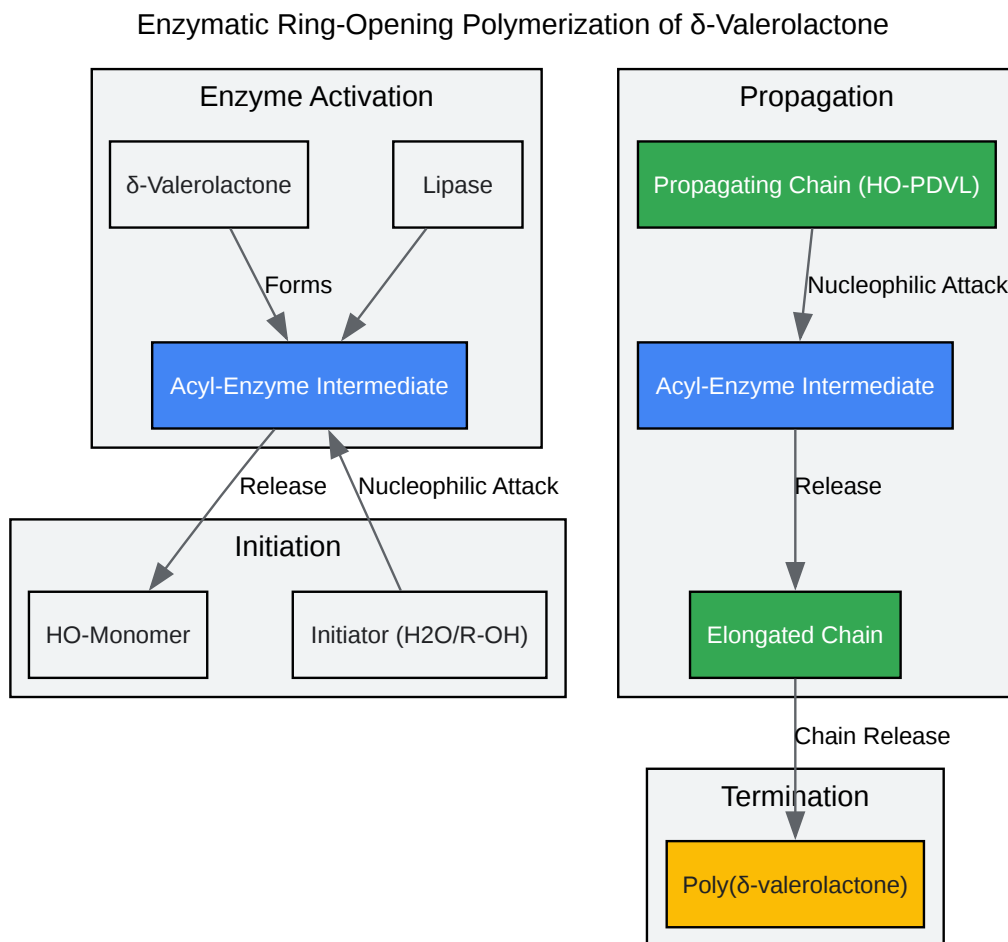 Enzymatic Ring-Opening Polymerization of δ-Valerolactone
Enzyme Activation
δ-Valerolactone
Lipase
Forms
Acyl-Enzyme Intermediate
Release
Nucleophilic Attack
Initiation
HO-Monomer
Initiator (H2O/R-OH)
Propagation
Propagating Chain (HO-PDVL)
Nucleophilic Attack
Acyl-Enzyme Intermediate
Release
Elongated Chain
Chain Release
Termination
Poly(δ-valerolactone)